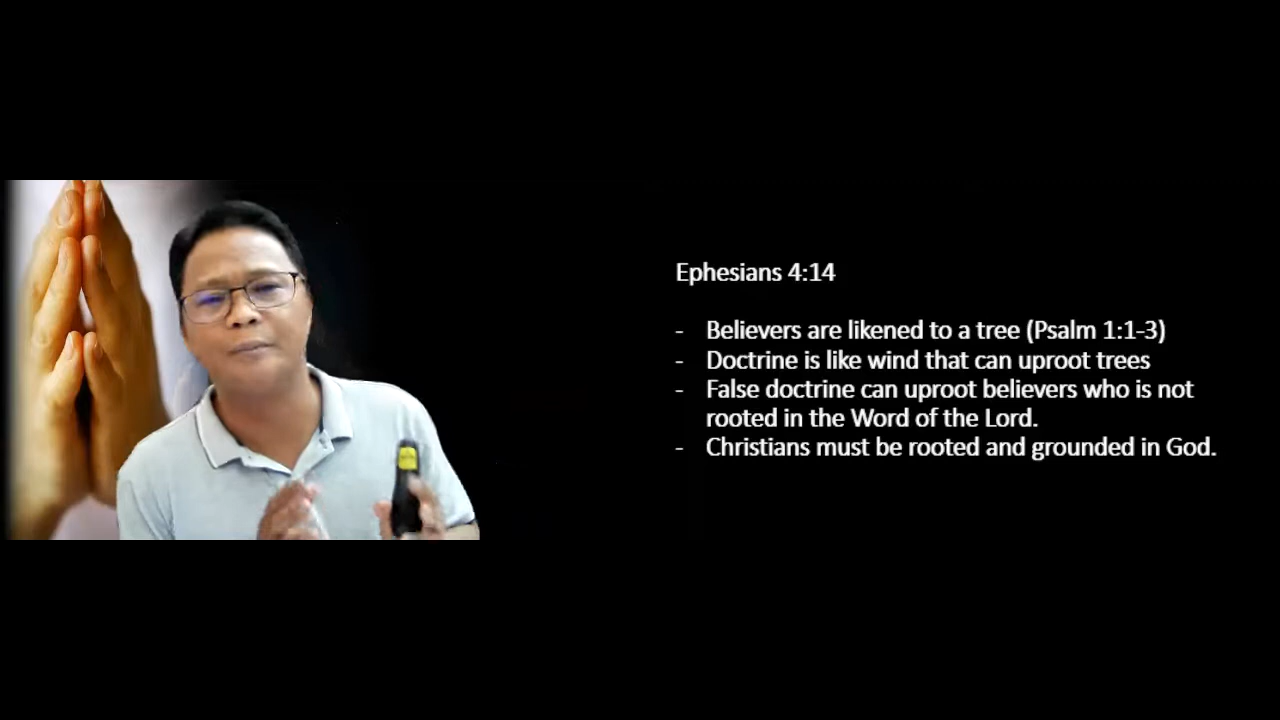 Ephesians 4:14
- Believers are likened to a tree (Psalm 1:1-3)
- Doctrine is like wind that can uproot trees
- False doctrine can uproot believers who is not
rooted in the Word of the Lord.
- Christians must be rooted and grounded in God.